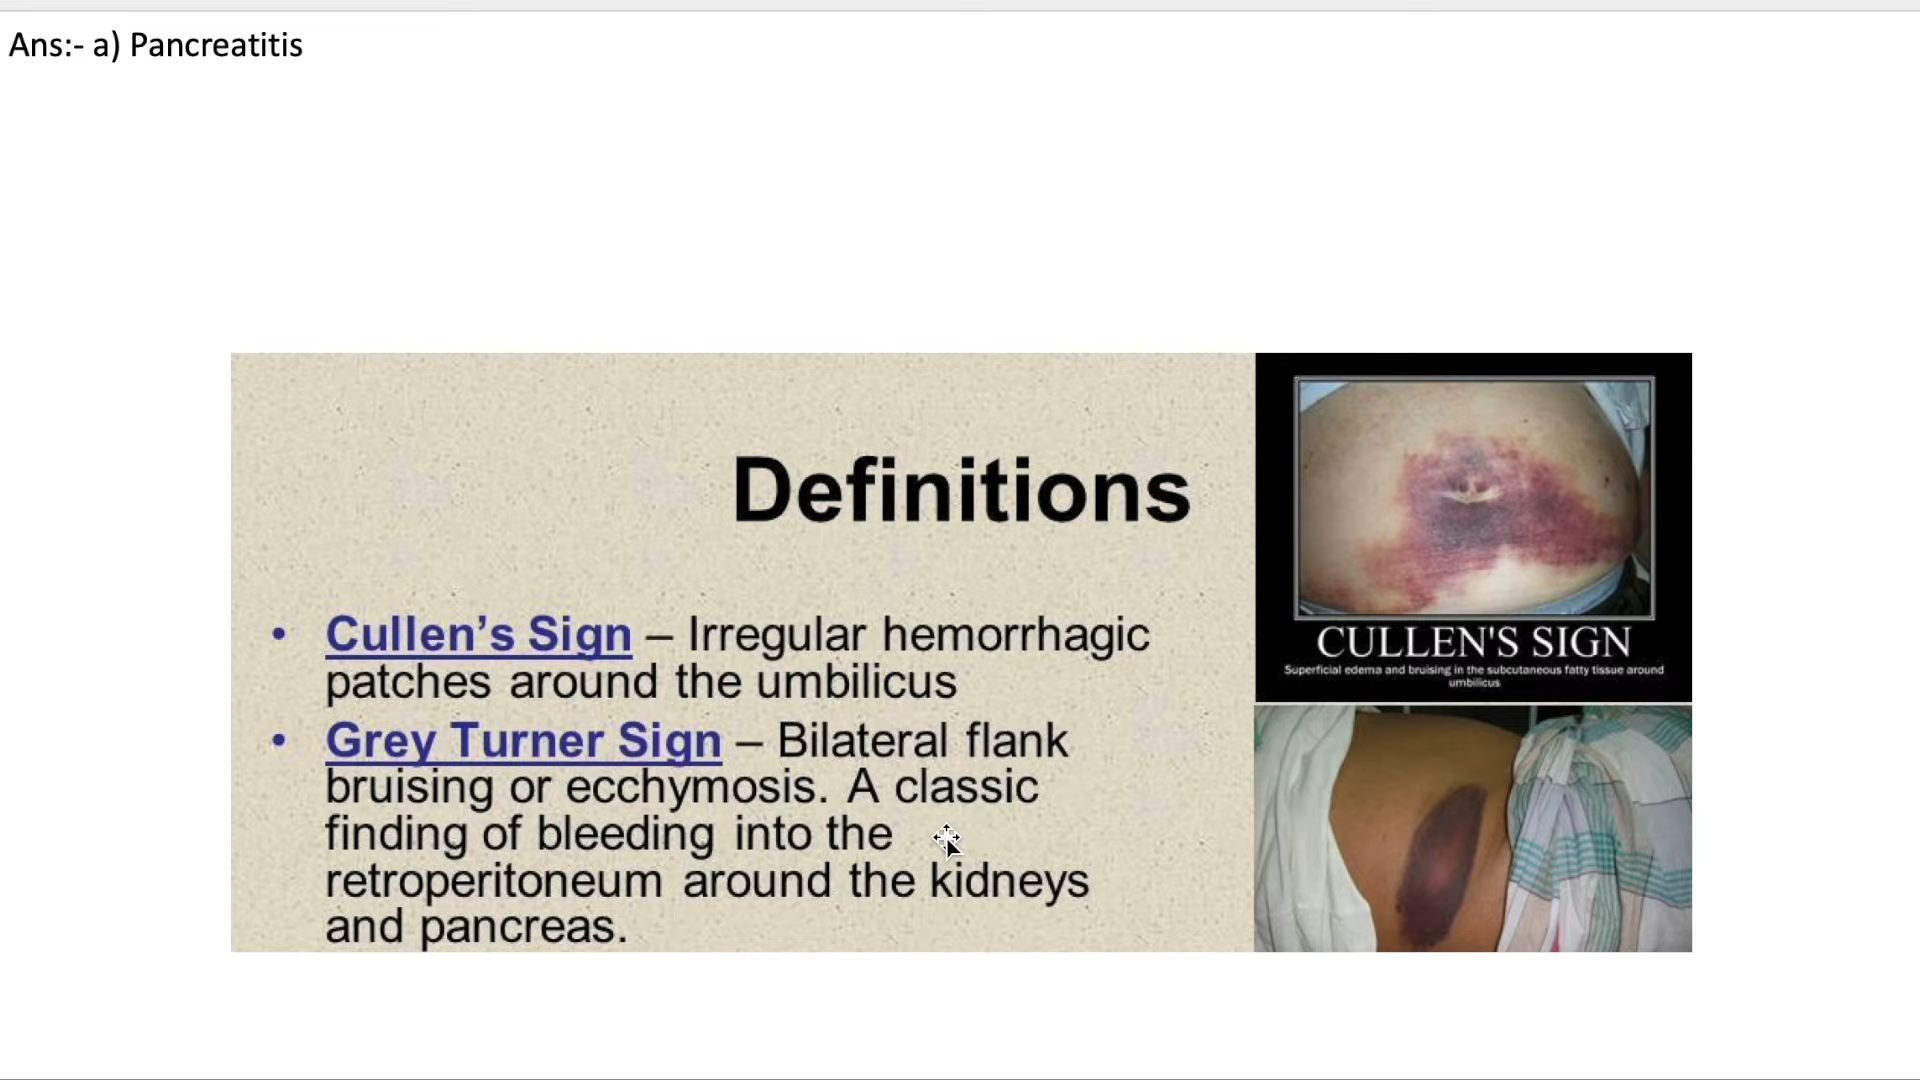 Ans:- a) Pancreatitis
Definitions
• Cullen’s Sign – Irregular hemorrhagic
patches around the umbilicus
• Grey Turner Sign – Bilateral flank
bruising or ecchymosis. A classic
finding of bleeding into the
retroperitoneum around the kidneys
and pancreas.
CULLEN'S SIGN
Superficial edema and bruising in the subcutaneous fatty tissue around
umbilicus